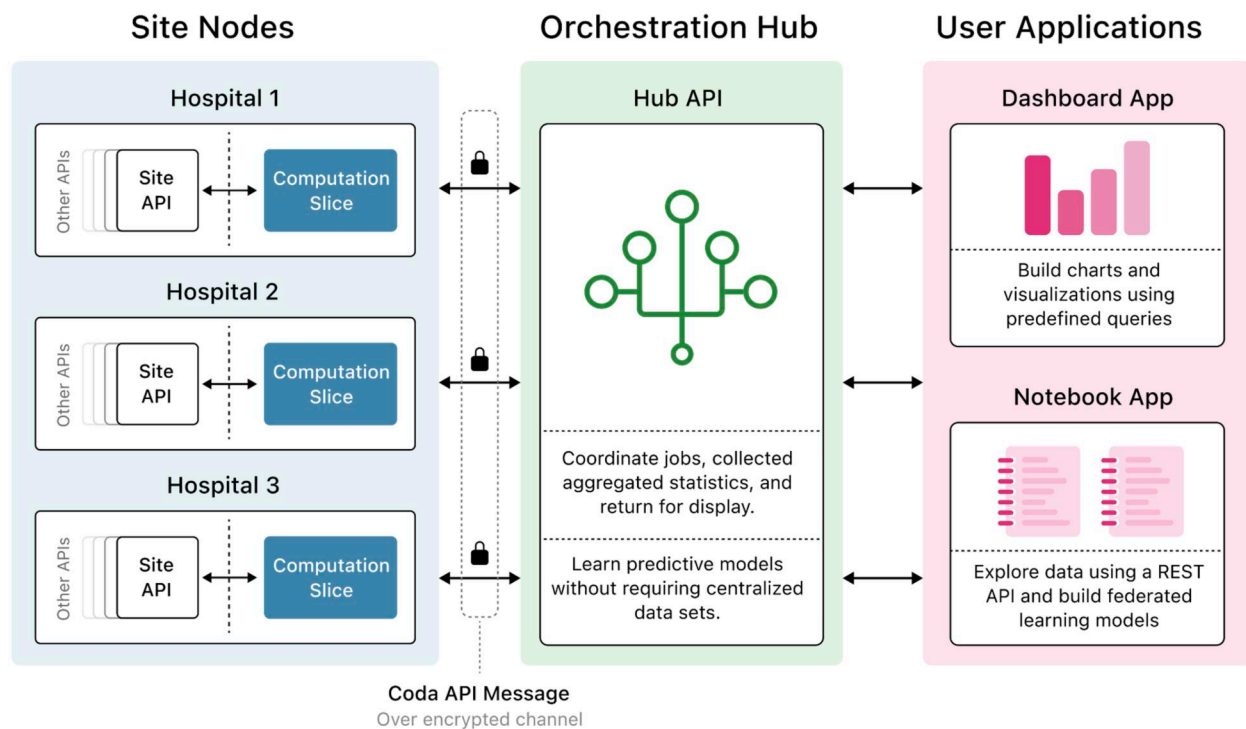 Site Nodes
Orchestration Hub
User Applications
Hospital 1
Other APIs
Site
API
Computation
Slice
Hospital 2
Other APIs
Site
API
Computation
Slice
Hospital 3
Other APIs
Site
API
Computation
Slice
Coda API Message
Over encrypted channel
Hub API
Coordinate jobs, collected
aggregated statistics, and
return for display.
Learn predictive models
without requiring centralized
data sets.
Dashboard App
Build charts and
visualizations using
predefined queries
Notebook App
Explore data using a REST
API and build federated
learning models